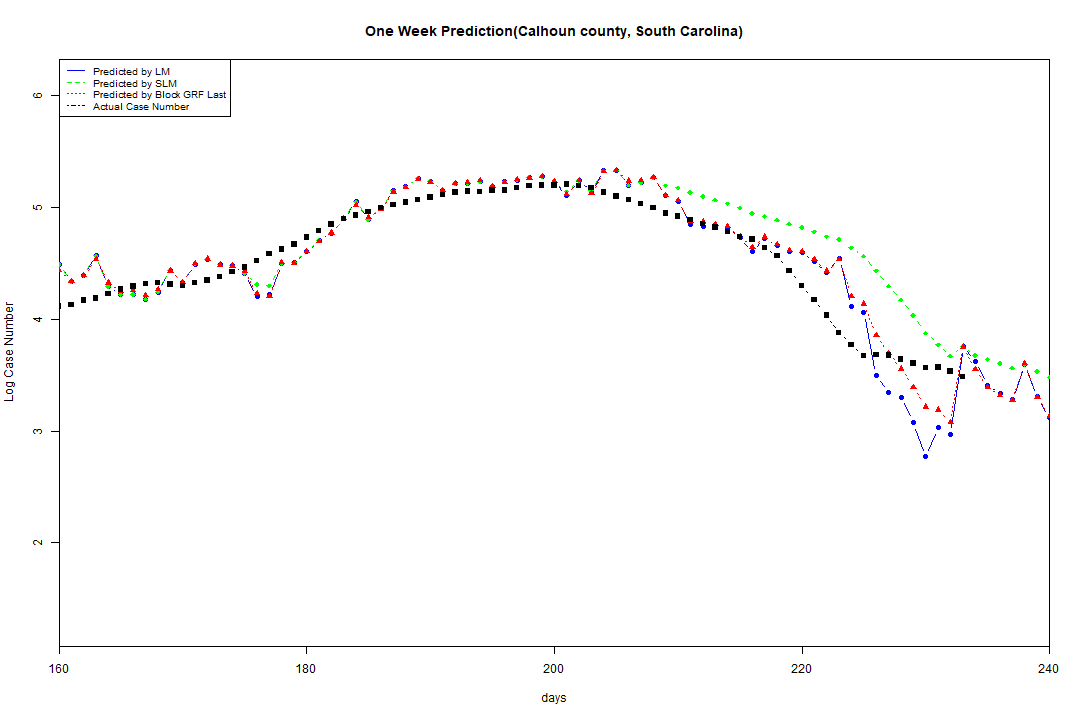 One Week Prediction(Calhoun county, South Carolina)
Predicted by LM
Predicted by SLM
Predicted by Block GRF Last
Actual Case Number
6
5
4
3
2
Log Case Number
160
180
200
220
240
days